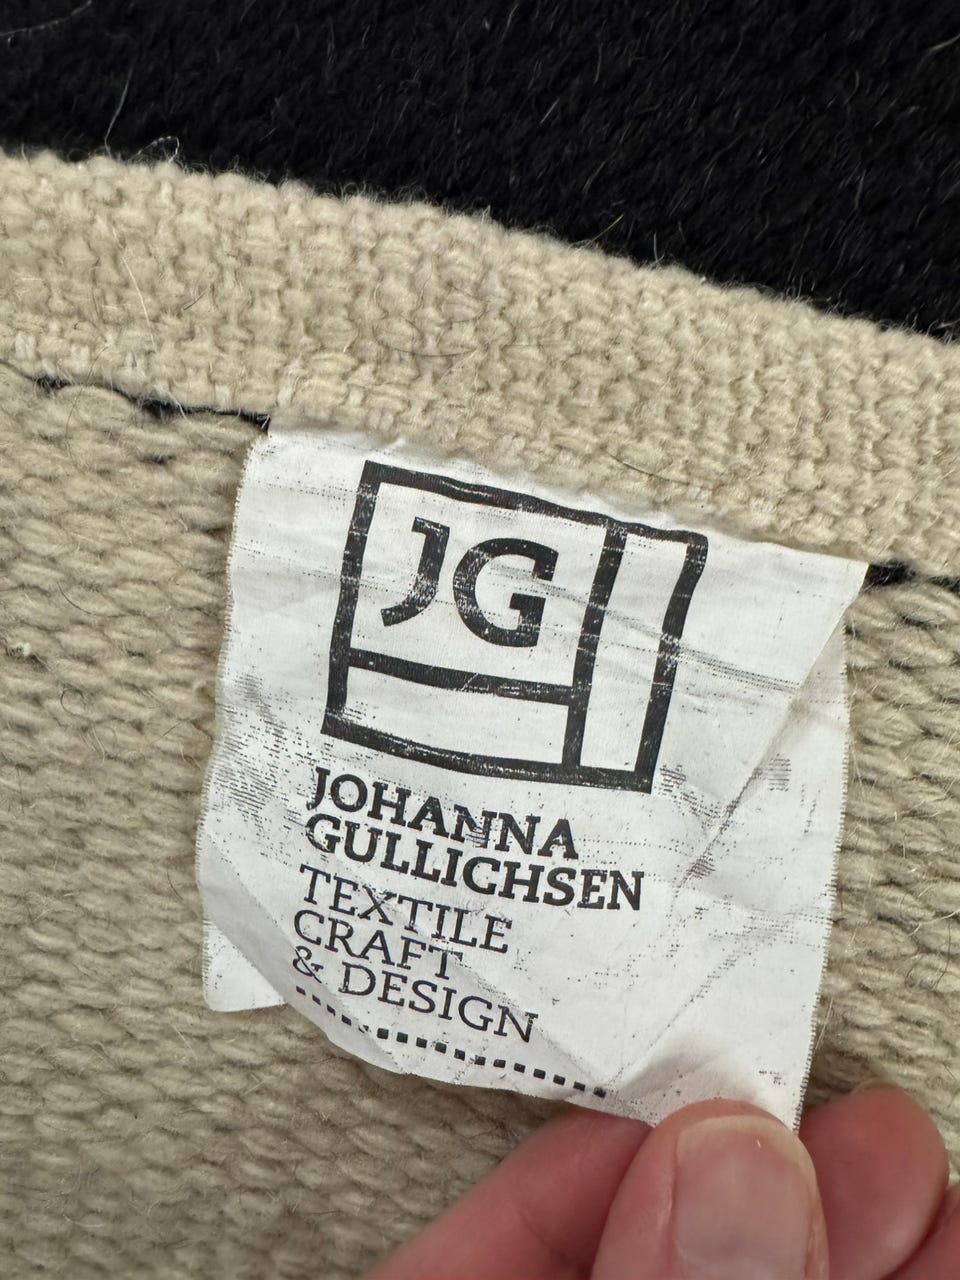 JG
JOHANNA
GULLICHSEN
TEXTILE
CRAFT
& DESIGN